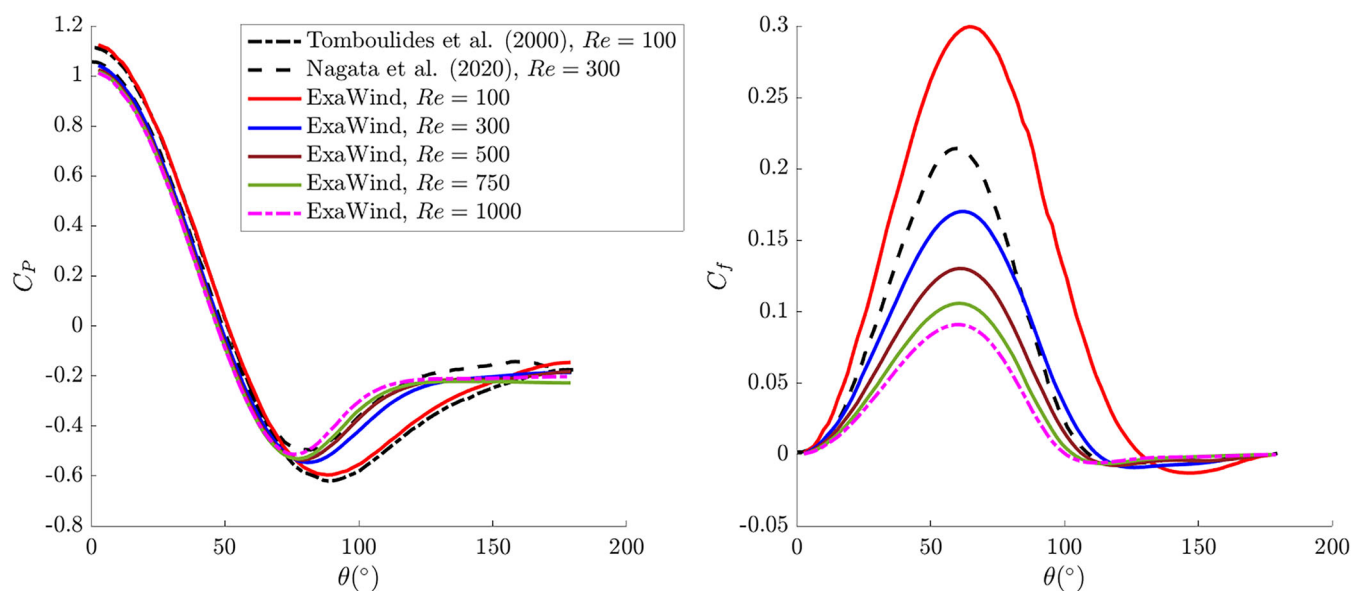 1.2
1
0.8
0.6
0.4
0.2
0
-0.2
-0.4
-0.6
-0.8
C_P
0 50 100 150 200
θ(°)
Tomboulides et al. (2000), Re = 100
Nagata et al. (2020), Re = 300
ExaWind, Re = 100
ExaWind, Re = 300
ExaWind, Re = 500
ExaWind, Re = 750
ExaWind, Re = 1000
0.3
0.25
0.2
0.15
0.1
0.05
0
-0.05
C_f
0 50 100 150 200
θ(°)